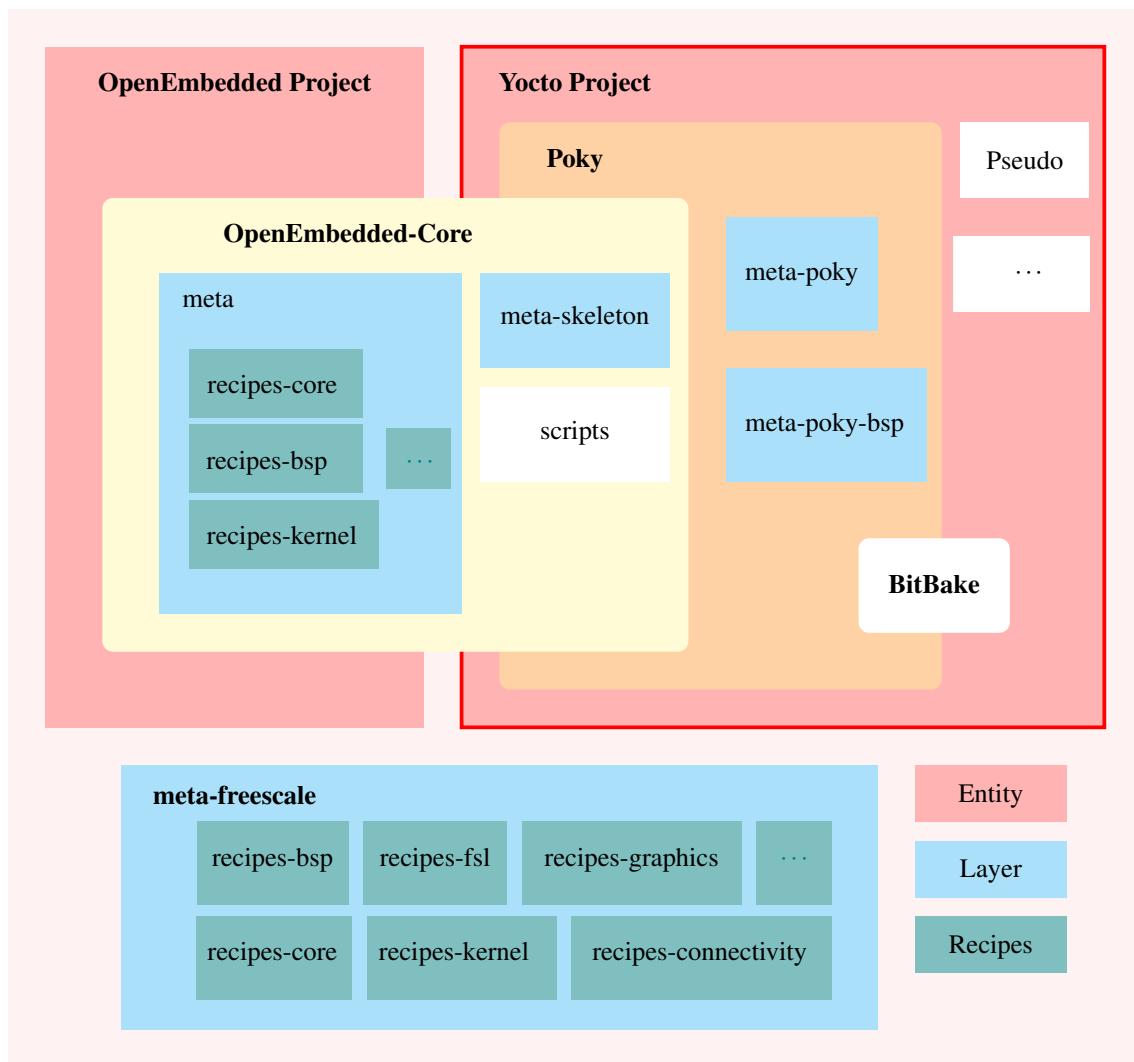 OpenEmbedded Project
Yocto Project
Poky
Pseudo
OpenEmbedded-Core
meta
meta-skeleton
meta-poky
...
recipes-core
scripts
meta-poky-bsp
recipes-bsp
...
recipes-kernel
BitBake
meta-freescale
Entity
recipes-bsp
recipes-fsl
recipes-graphics
...
Layer
recipes-core
recipes-kernel
recipes-connectivity
Recipes